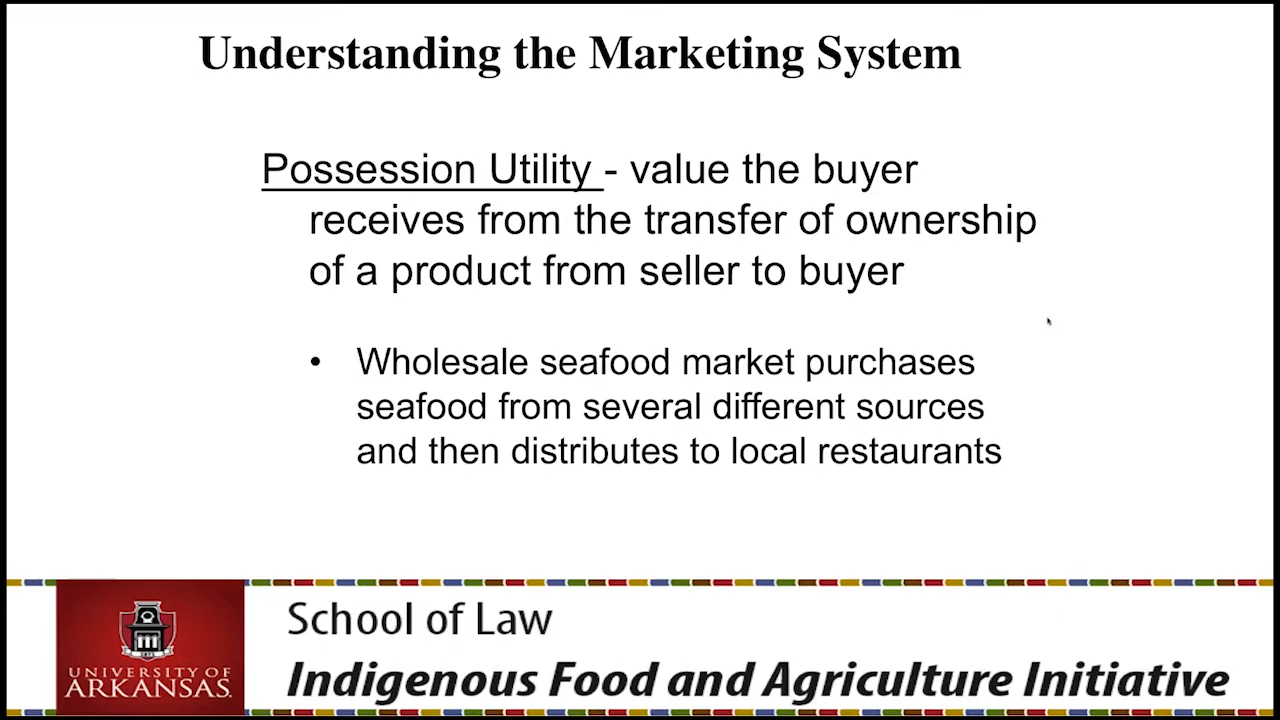 Understanding the Marketing System
Possession Utility - value the buyer
receives from the transfer of ownership
of a product from seller to buyer
• Wholesale seafood market purchases
seafood from several different sources
and then distributes to local restaurants
School of Law
UNIVERSITY OF
ARKANSAS.
Indigenous Food and Agriculture Initiative